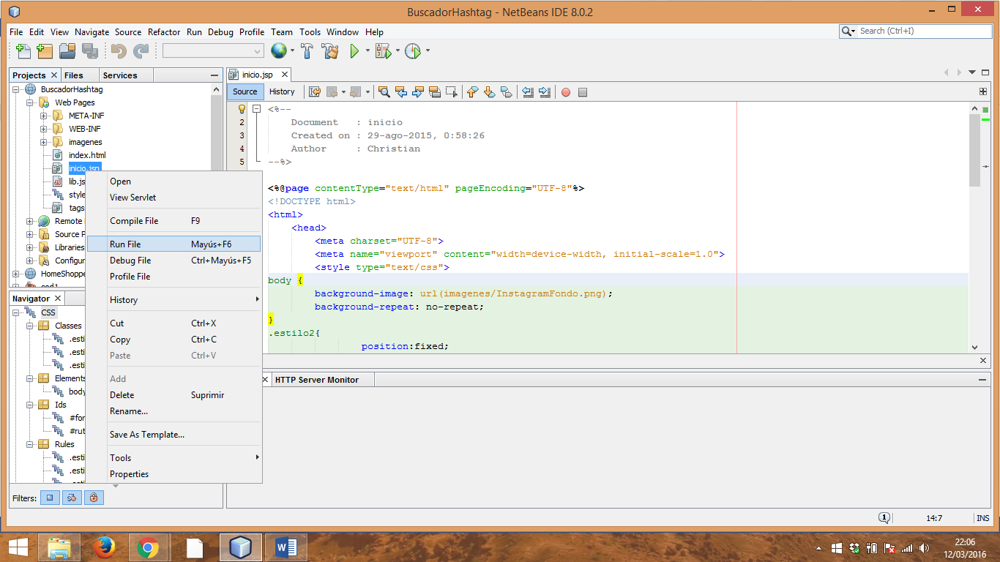 BuscadorHashtag - NetBeans IDE 8.0.2
File Edit View Navigate Source Refactor Run Debug Profile Team Tools Window Help
Search (Ctrl+I)
Projects Files Services
BuscadorHashtag
Web Pages
META-INF
WEB-INF
imagenes
index.html
inicio.jsp
lib.js
style
tags
Remote
Source P
Libraries
Configur
HomeShoppe
Open
View Servlet
Compile File F9
Run File Mayús+F6
Debug File Ctrl+Mayús+F5
Profile File
History
Cut Ctrl+X
Copy Ctrl+C
Paste Ctrl+V
Add
Delete Suprimir
Rename...
Save As Template...
Tools
Properties
Navigator
CSS
Classes
.esti
.esti
.esti
Elements
body
Ids
#for
#rut
Rules
.esti
.esti
Filters:
inicio.jsp
Source History
<%--
2 Document : inicio
3 Created on : 29-ago-2015, 0:58:26
4 Author : Christian
5 --%>
<%@page contentType="text/html" pageEncoding="UTF-8"%>
<!DOCTYPE html>
<html>
<head>
<meta charset="UTF-8">
<meta name="viewport" content="width=device-width, initial-scale=1.0">
<style type="text/css">
body {
background-image: url(imagenes/InstagramFondo.png);
background-repeat: no-repeat;
}
.estilo2{
position:fixed;
HTTP Server Monitor
1
14:7 INS
22:06
12/03/2016